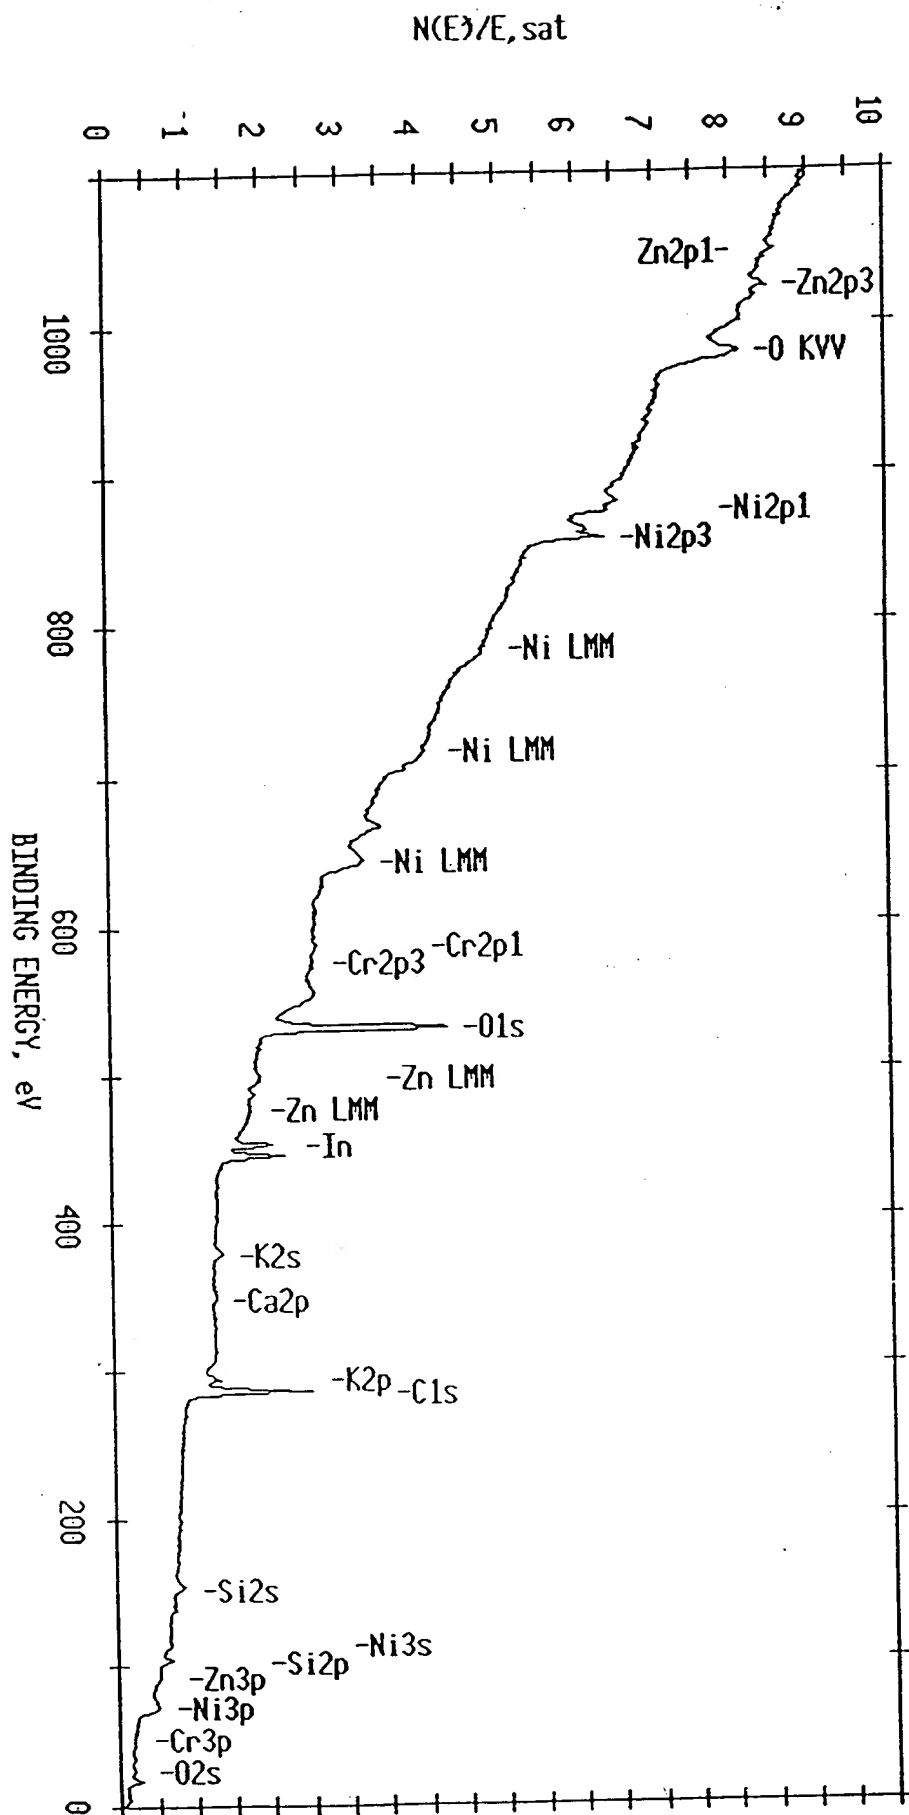 N(E)/E, sat
10
9
8
7
6
5
4
3
2
1
0
Zn2p1-
-Zn2p3
-O KVV
-Ni2p1
-Ni2p3
-Ni LMM
-Ni LMM
-Ni LMM
-Cr2p1
-Cr2p3
-O1s
-Zn LMM
-Zn LMM
-In
-K2s
-Ca2p
-K2p
-C1s
-Si2s
-Ni3s
-Si2p
-Zn3p
-Ni3p
-Cr3p
-O2s
1000
800
600
400
200
0
BINDING ENERGY, eV